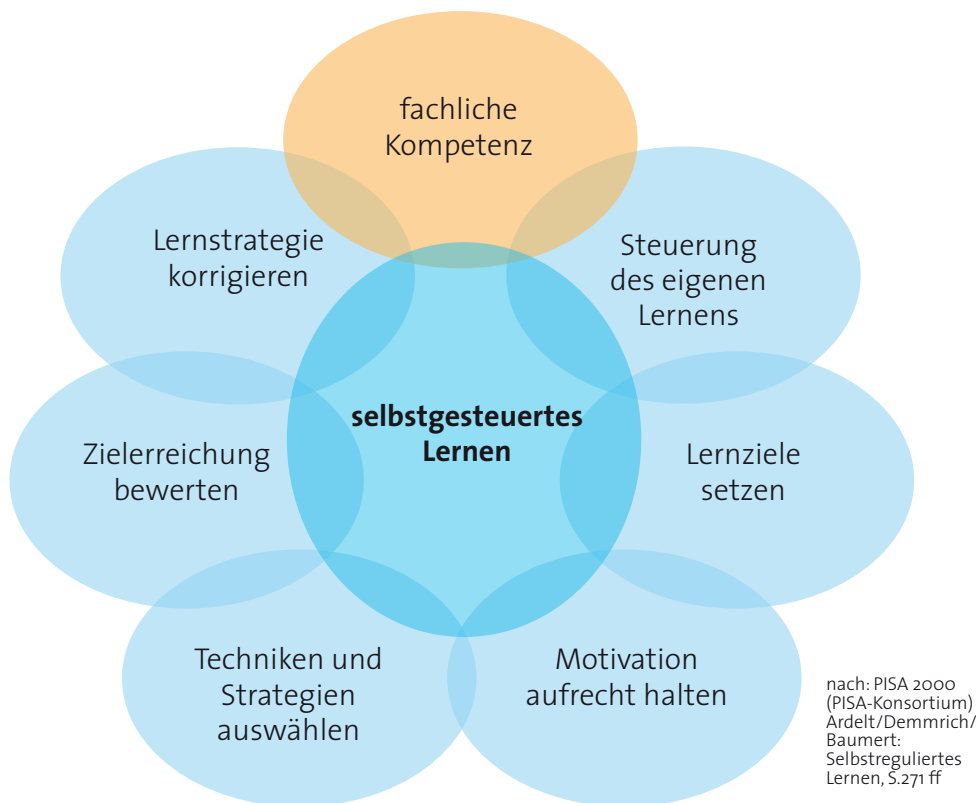 fachliche
Kompetenz
Lernstrategie
korrigieren
Steuerung
des eigenen
Lernens
selbstgesteuertes
Lernen
Zielerreichung
bewerten
Lernziele
setzen
Techniken und
Strategien
auswählen
Motivation
aufrecht halten
nach: PISA 2000
(PISA-Konsortium)
Ardelt/Demmrich/
Baumert:
Selbstreguliertes
Lernen, S.271 ff